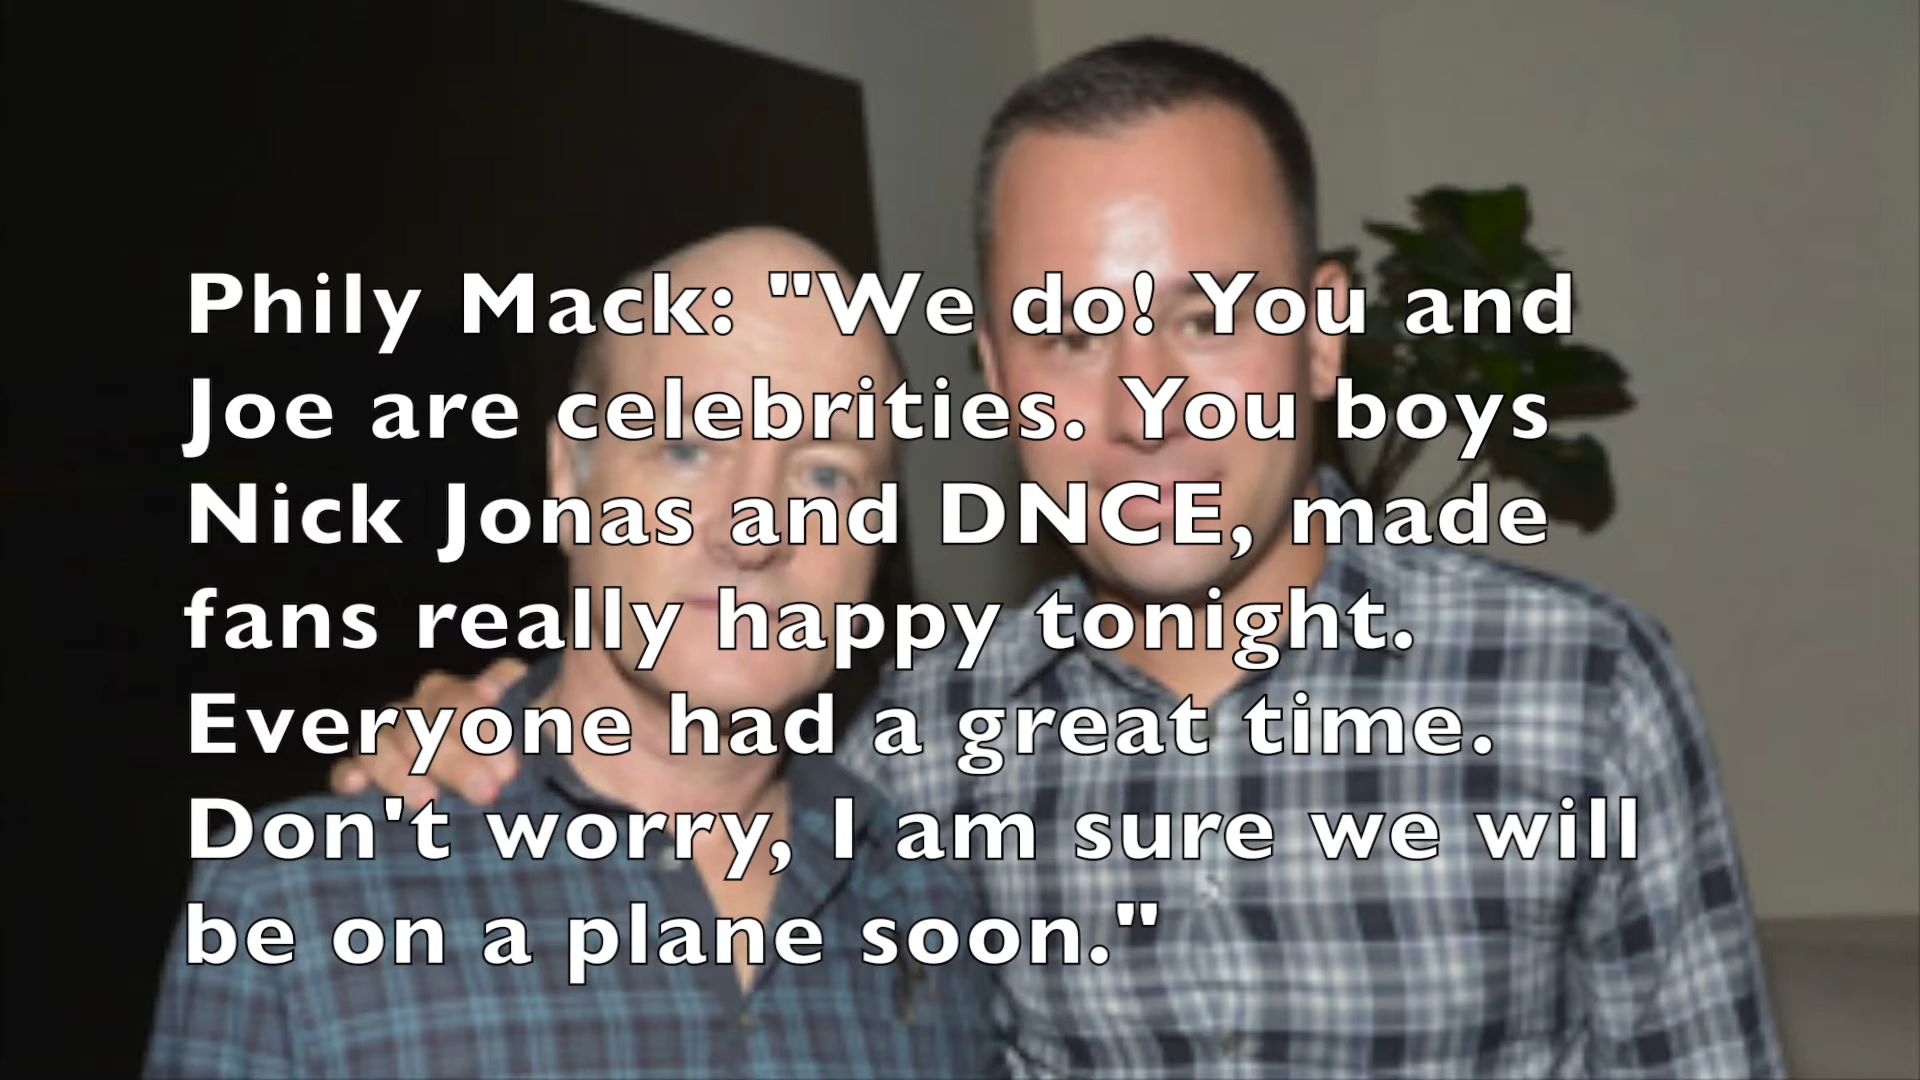 Phily Mack: "We do! You and
Joe are celebrities. You boys
Nick Jonas and DNCE, made
fans really happy tonight.
Everyone had a great time.
Don't worry, I am sure we will
be on a plane soon."